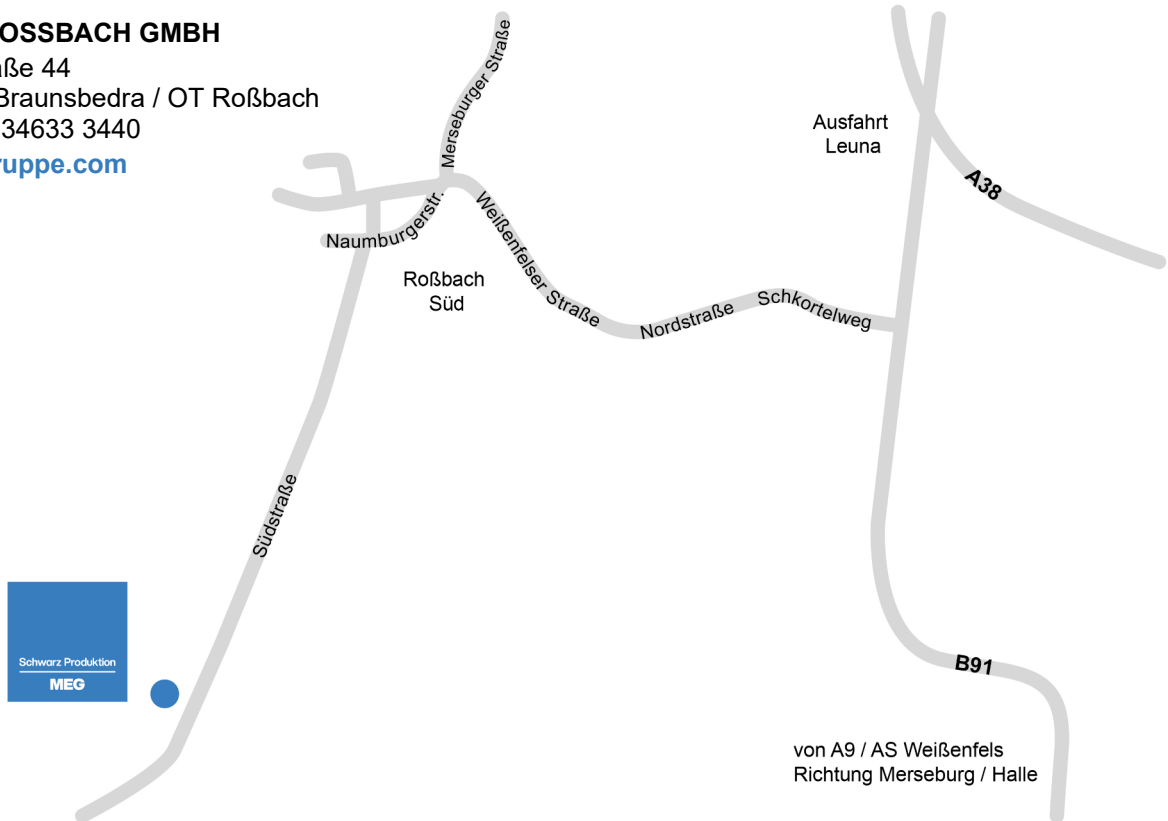 OSSBACH GMBH
aße 44
Braunsbedra / OT Roßbach
34633 3440
ruppe.com
Merseburger Straße
Ausfahrt
Leuna
A38
Naumburgerstr.
Weißenfelser Straße
Roßbach
Süd
Nordstraße
Schkortelweg
Südstraße
Schwarz Produktion
MEG
B91
von A9 / AS Weißenfels
Richtung Merseburg / Halle